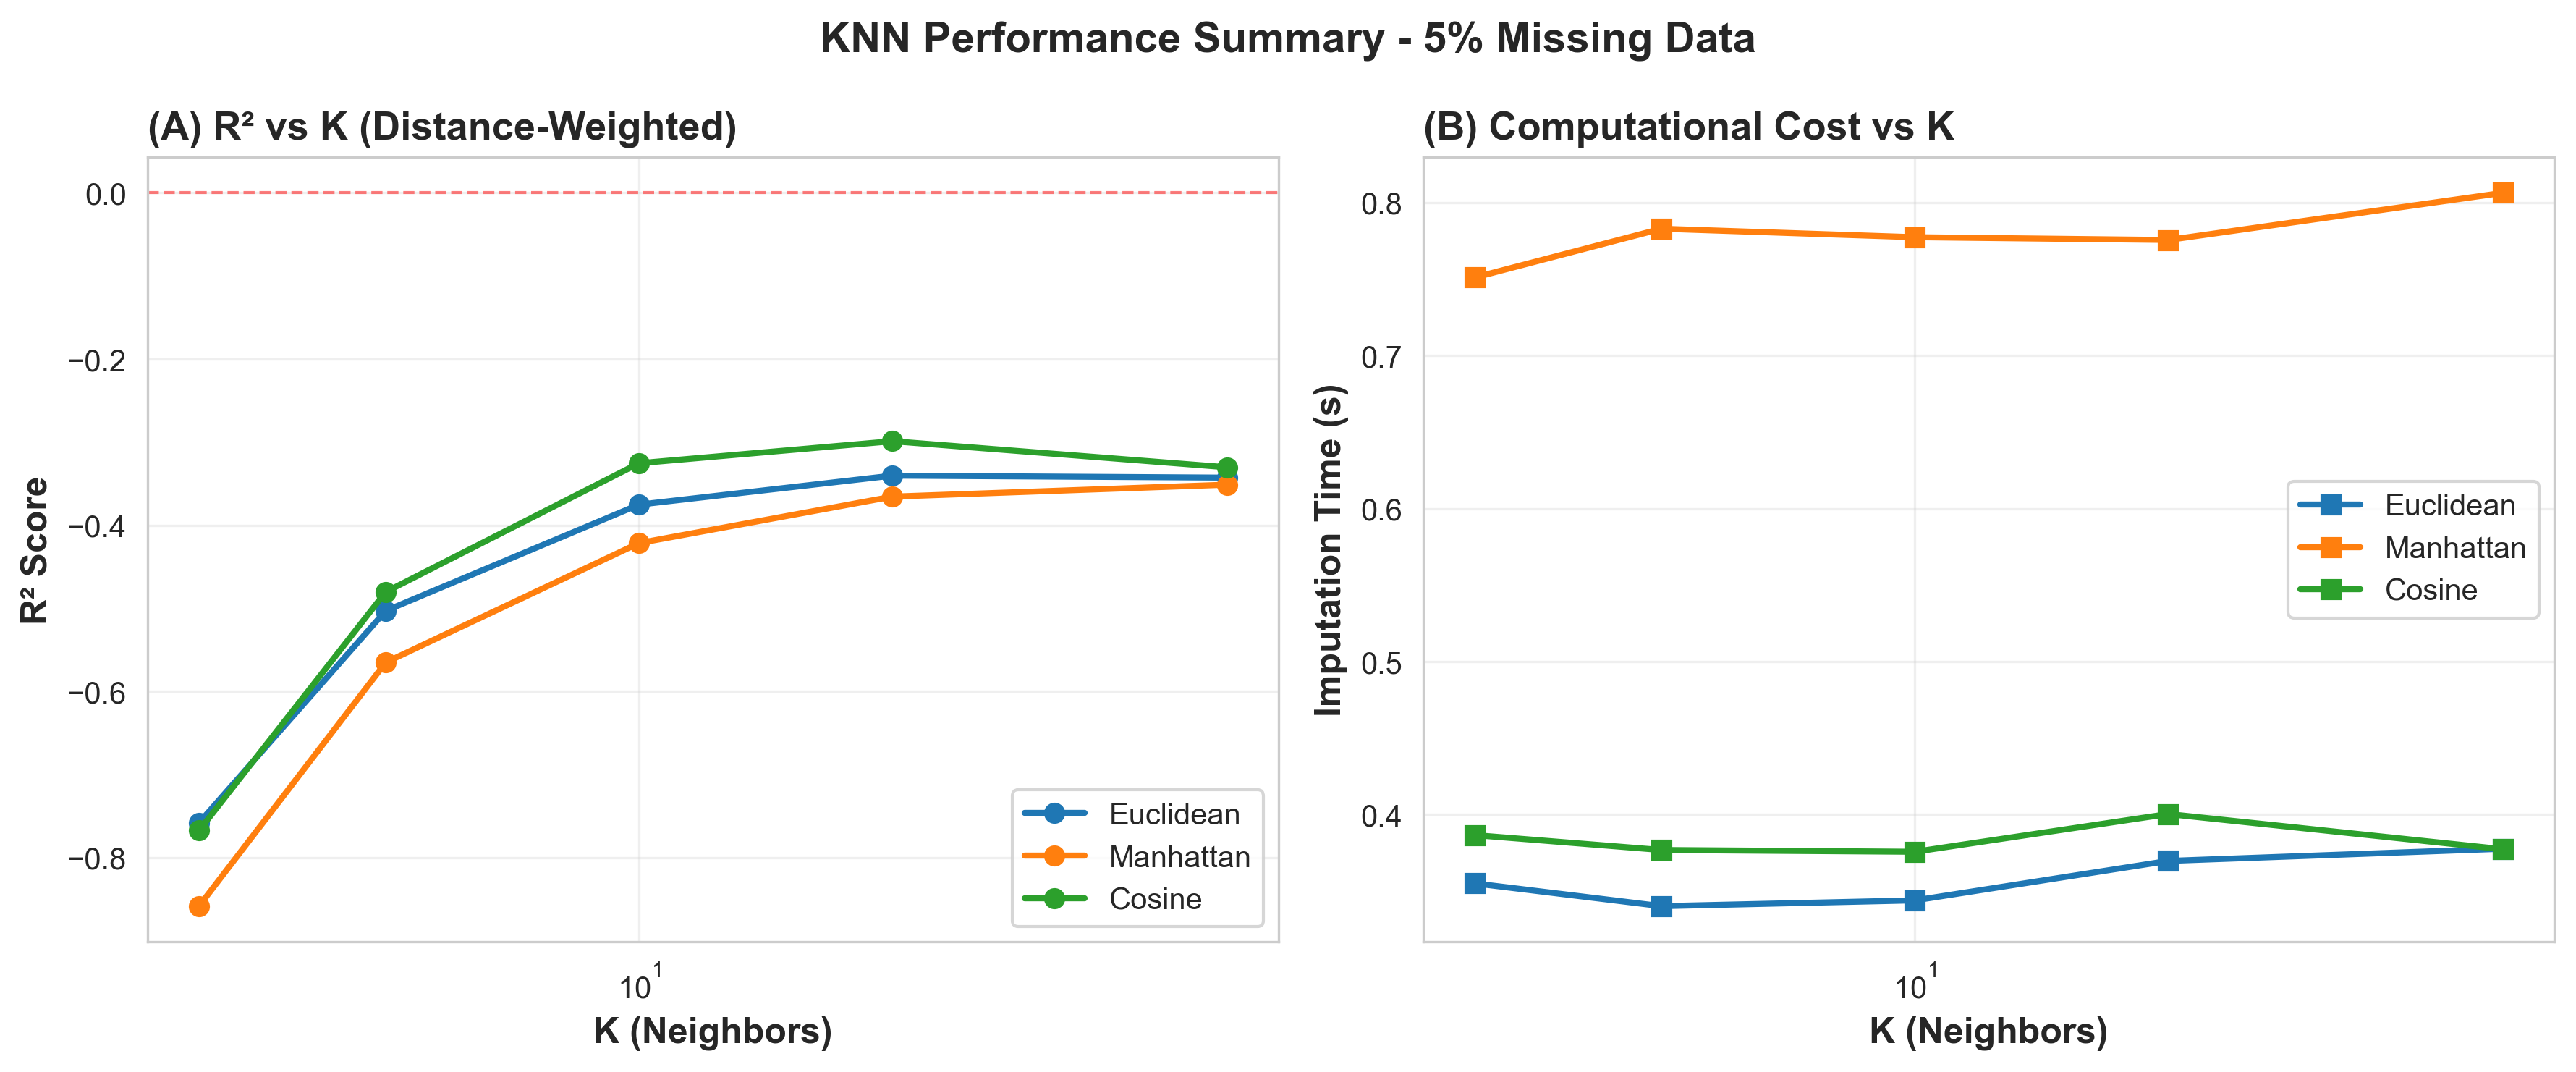 KNN Performance Summary - 5% Missing Data
(A) R² vs K (Distance-Weighted)
R² Score
0.0
−0.2
−0.4
−0.6
−0.8
10¹
K (Neighbors)
Euclidean
Manhattan
Cosine
(B) Computational Cost vs K
Imputation Time (s)
0.8
0.7
0.6
0.5
0.4
10¹
K (Neighbors)
Euclidean
Manhattan
Cosine